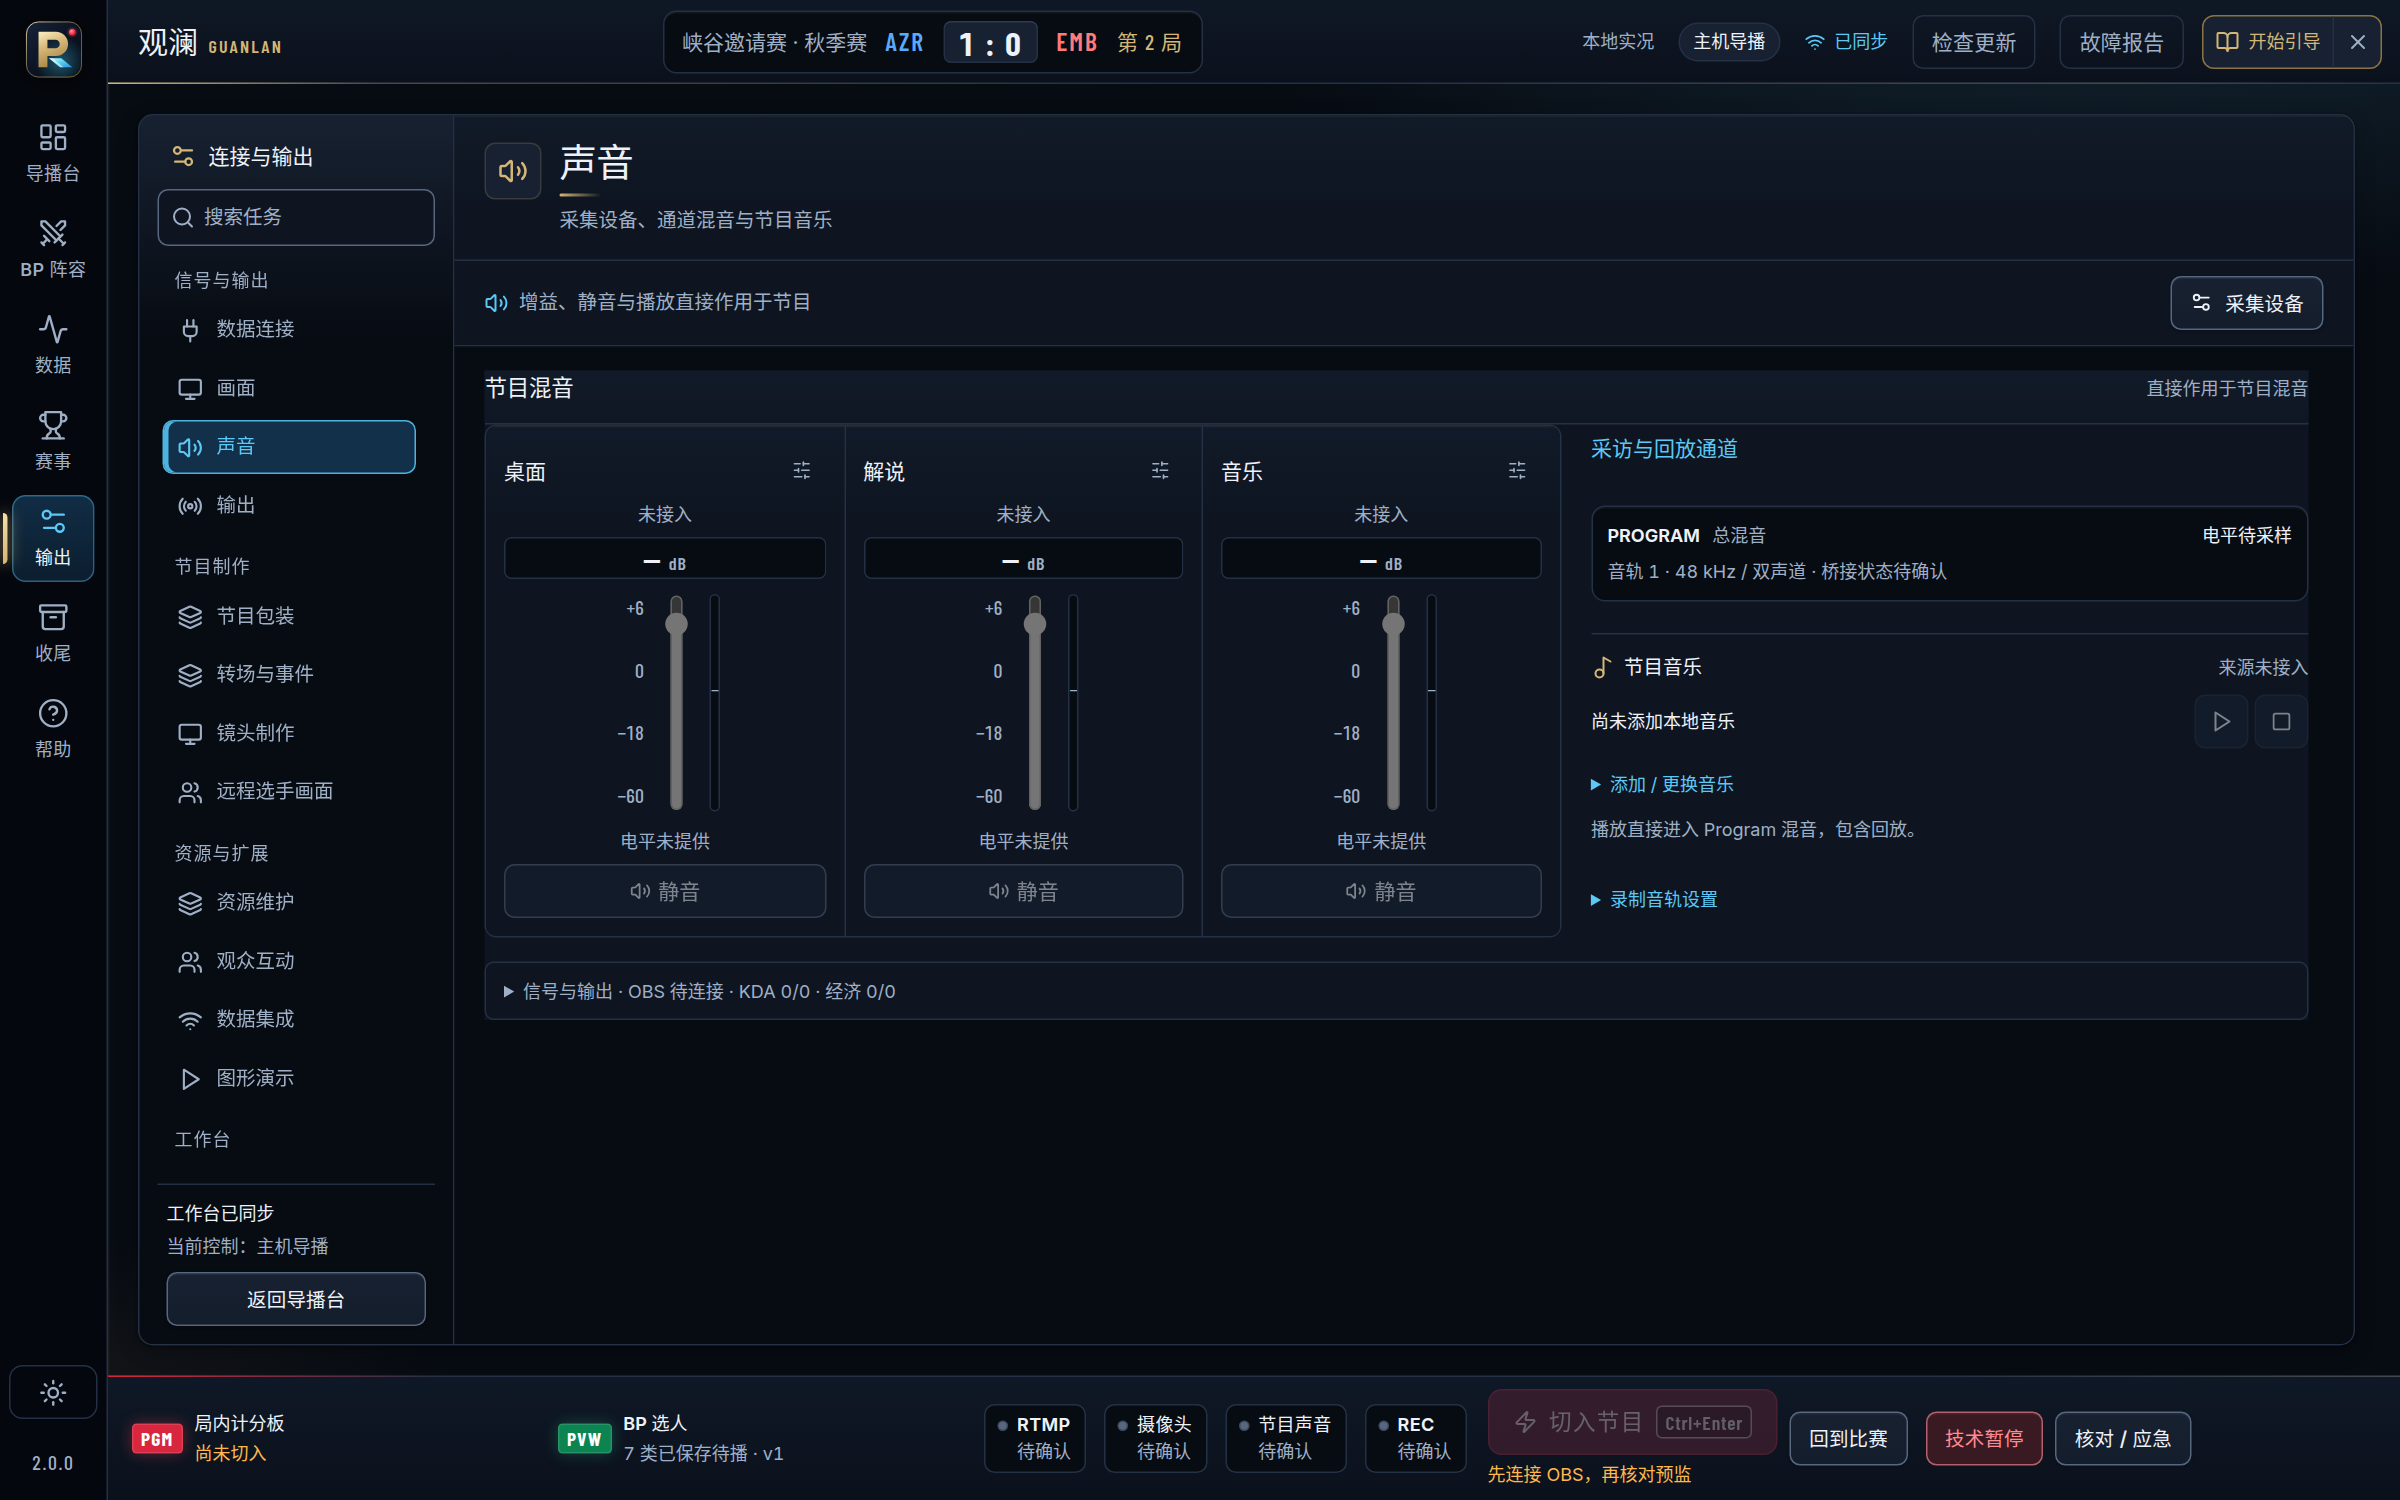 观澜 GUANLAN
峡谷邀请赛 · 秋季赛 AZR 1 : 0 EMB 第 2 局
本地实况 主机导播 已同步 检查更新 故障报告 开始引导
导播台
BP 阵容
数据
赛事
输出
收尾
帮助
2.0.0
连接与输出
搜索任务
信号与输出
数据连接
画面
声音
输出
节目制作
节目包装
转场与事件
镜头制作
远程选手画面
资源与扩展
资源维护
观众互动
数据集成
图形演示
工作台
工作台已同步
当前控制：主机导播
返回导播台
声音
采集设备、通道混音与节目音乐
增益、静音与播放直接作用于节目
采集设备
节目混音
直接作用于节目混音
桌面
未接入
— dB
+6
0
−18
−60
电平未提供
静音
解说
未接入
— dB
+6
0
−18
−60
电平未提供
静音
音乐
未接入
— dB
+6
0
−18
−60
电平未提供
静音
采访与回放通道
PROGRAM 总混音 电平待采样
音轨 1 · 48 kHz / 双声道 · 桥接状态待确认
节目音乐 来源未接入
尚未添加本地音乐
添加 / 更换音乐
播放直接进入 Program 混音，包含回放。
录制音轨设置
信号与输出 · OBS 待连接 · KDA 0/0 · 经济 0/0
PGM 局内计分板
尚未切入
PVW BP 选人
7 类已保存待播 · v1
RTMP
待确认
摄像头
待确认
节目声音
待确认
REC
待确认
切入节目 Ctrl+Enter
先连接 OBS，再核对预监
回到比赛
技术暂停
核对 / 应急